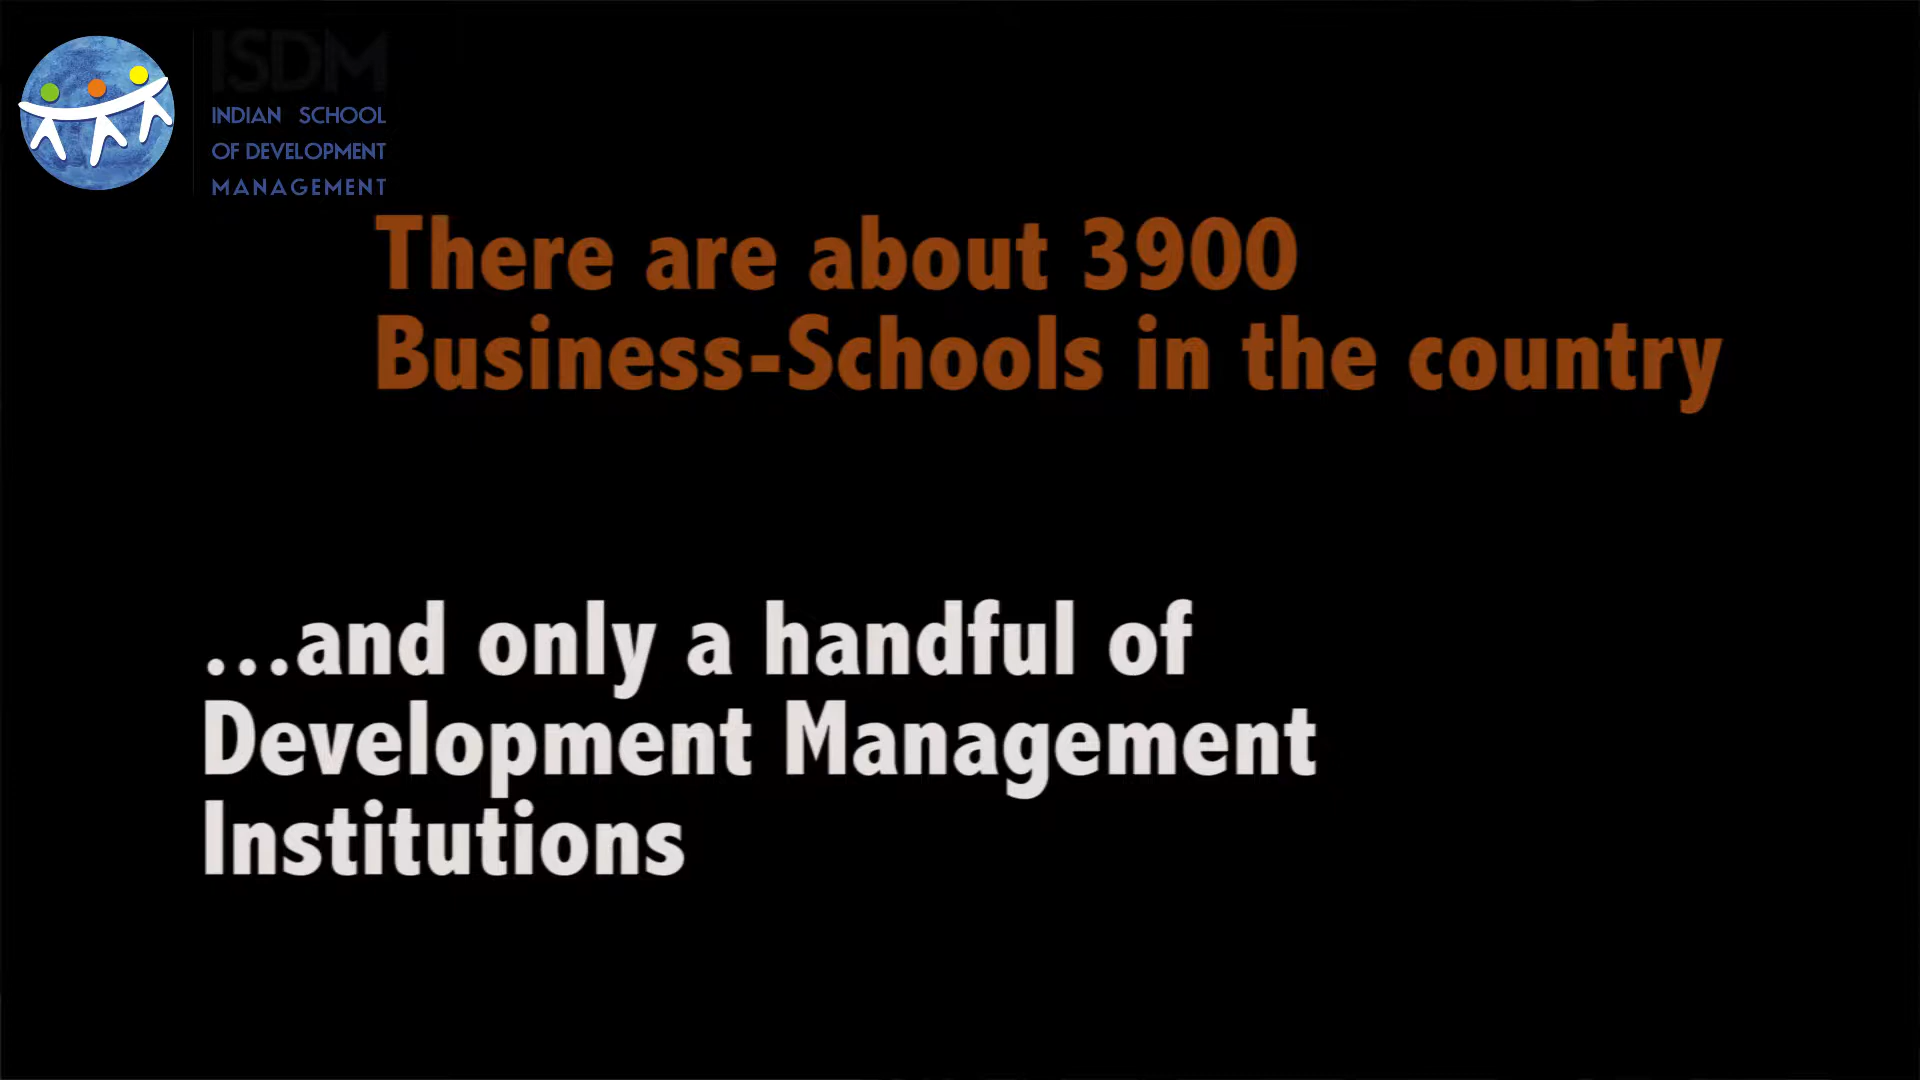 ISDM
INDIAN SCHOOL
OF DEVELOPMENT
MANAGEMENT
There are about 3900
Business-Schools in the country
...and only a handful of
Development Management
Institutions